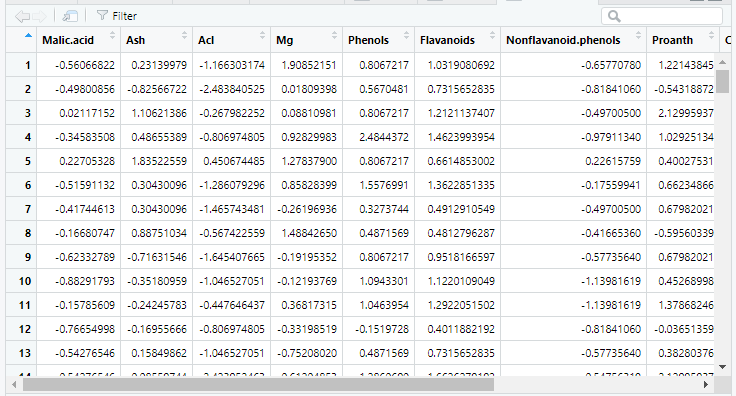 Filter
Malic.acid Ash Acl Mg Phenols Flavanoids Nonflavanoid.phenols Proanth C
1 -0.56066822 0.23139979 -1.166303174 1.90852151 0.8067217 1.0319080692 -0.65770780 1.22143845
2 -0.49800856 -0.82566722 -2.483840525 0.01809398 0.5670481 0.7315652835 -0.81841060 -0.54318872
3 0.02117152 1.10621386 -0.267982252 0.08810981 0.8067217 1.2121137407 -0.49700500 2.12995937
4 -0.34583508 0.48655389 -0.806974805 0.92829983 2.4844372 1.4623993954 -0.97911340 1.02925134
5 0.22705328 1.83522559 0.450674485 1.27837900 0.8067217 0.6614853002 0.22615759 0.40027531
6 -0.51591132 0.30430096 -1.286079296 0.85828399 1.5576991 1.3622851335 -0.17559941 0.66234866
7 -0.41744613 0.30430096 -1.465743481 -0.26196936 0.3273744 0.4912910549 -0.49700500 0.67982021
8 -0.16680747 0.88751034 -0.567422559 1.48842650 0.4871569 0.4812796287 -0.41665360 -0.59560339
9 -0.62332789 -0.71631546 -1.645407665 -0.19195352 0.8067217 0.9518166597 -0.57735640 0.67982021
10 -0.88291793 -0.35180959 -1.046527051 -0.12193769 1.0943301 1.1220109049 -1.13981619 0.45268998
11 -0.15785609 -0.24245783 -0.447646437 0.36817315 1.0463954 1.2922051502 -1.13981619 1.37868246
12 -0.76654998 -0.16955666 -0.806974805 -0.33198519 -0.1519728 0.4011882192 -0.81841060 -0.03651359
13 -0.54276546 0.15849862 -1.046527051 -0.75208020 0.4871569 0.7315652835 -0.57735640 0.38280376